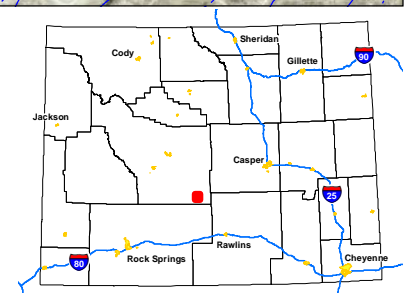 Sheridan
Cody
Gillette
90
Jackson
Casper
25
Rawlins
Cheyenne
80
Rock Springs